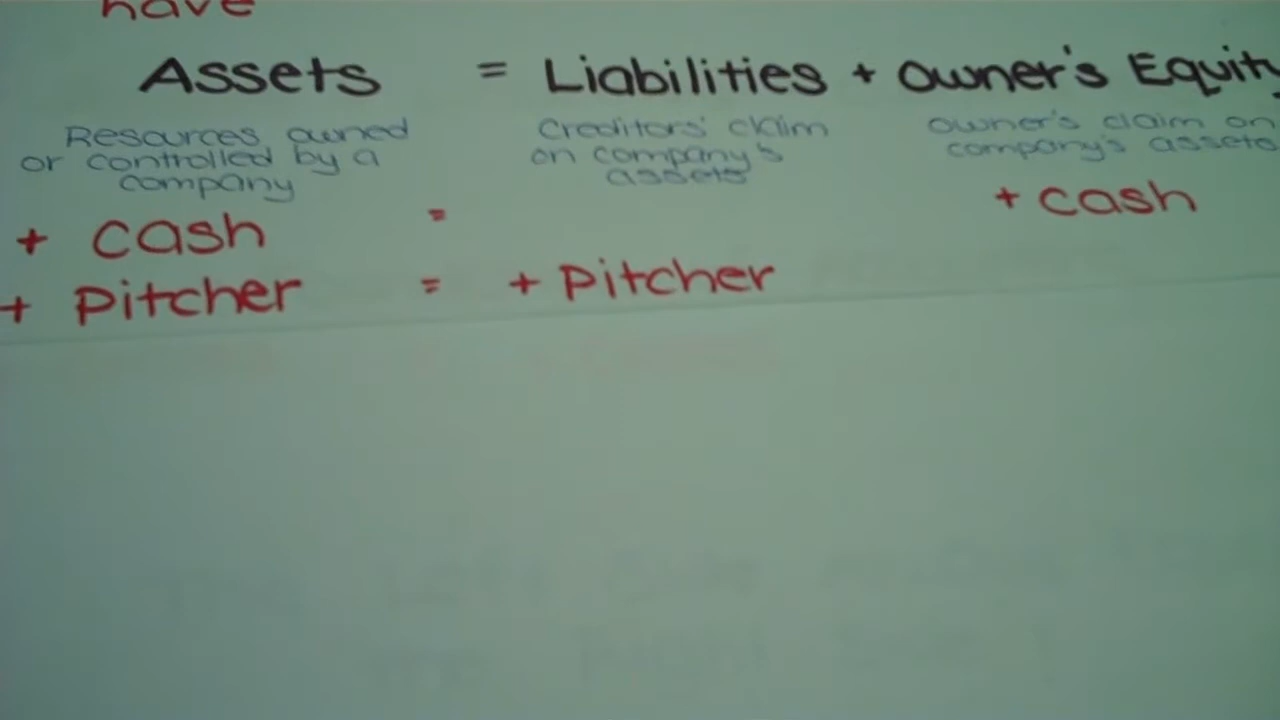 have
Assets = Liabilities + Owner's Equity
Resources owned
or controlled by a
company
Creditors' claim
on company's
assets
Owner's claim on
company's assets
+ Cash = + Cash
+ Pitcher = + Pitcher